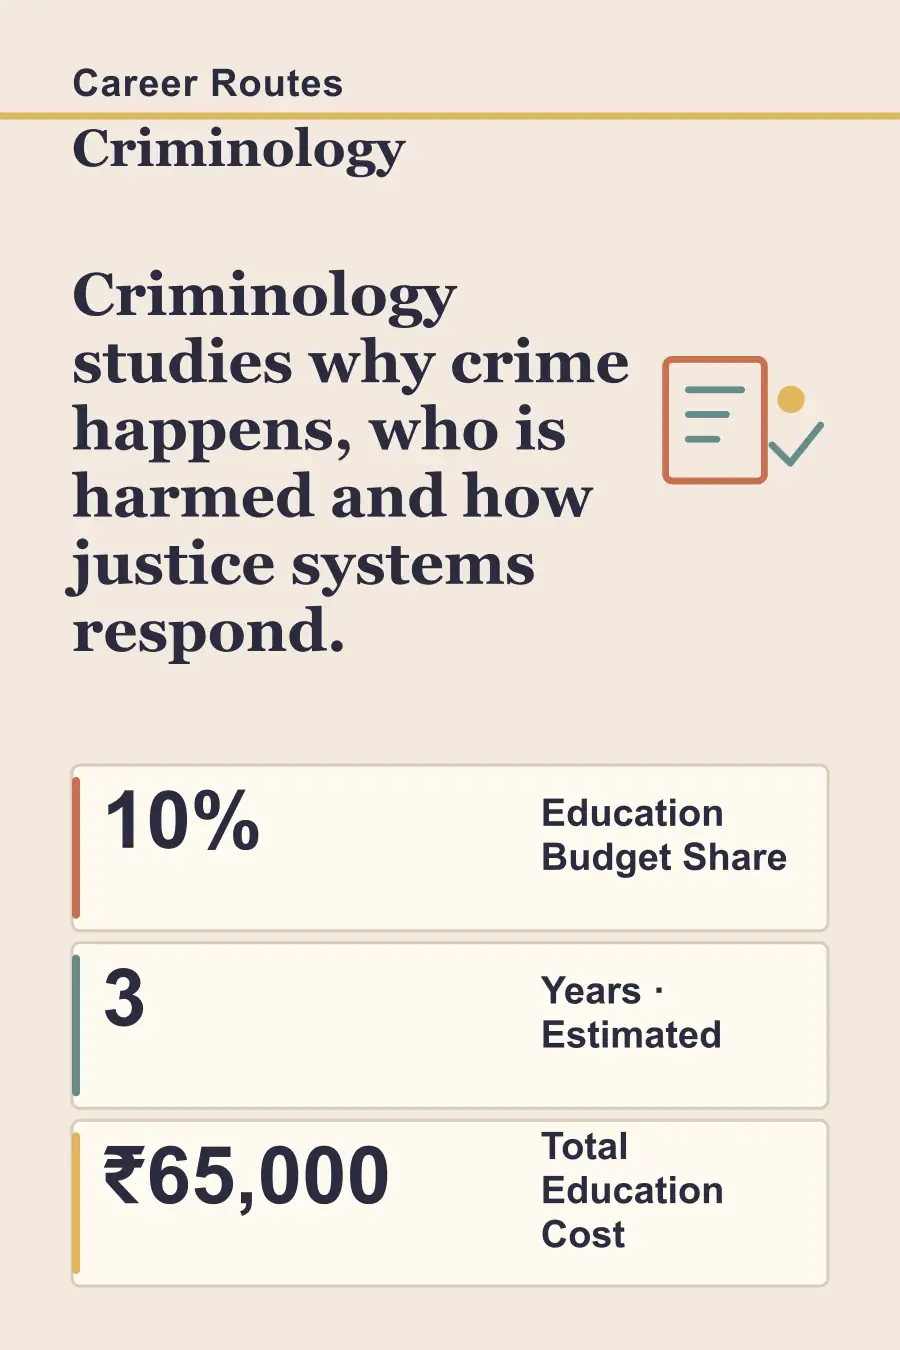 Career Routes
Criminology
Criminology
studies why crime
happens, who is
harmed and how
justice systems
respond.
10%
Education
Budget Share
3
Years ·
Estimated
₹65,000
Total
Education
Cost